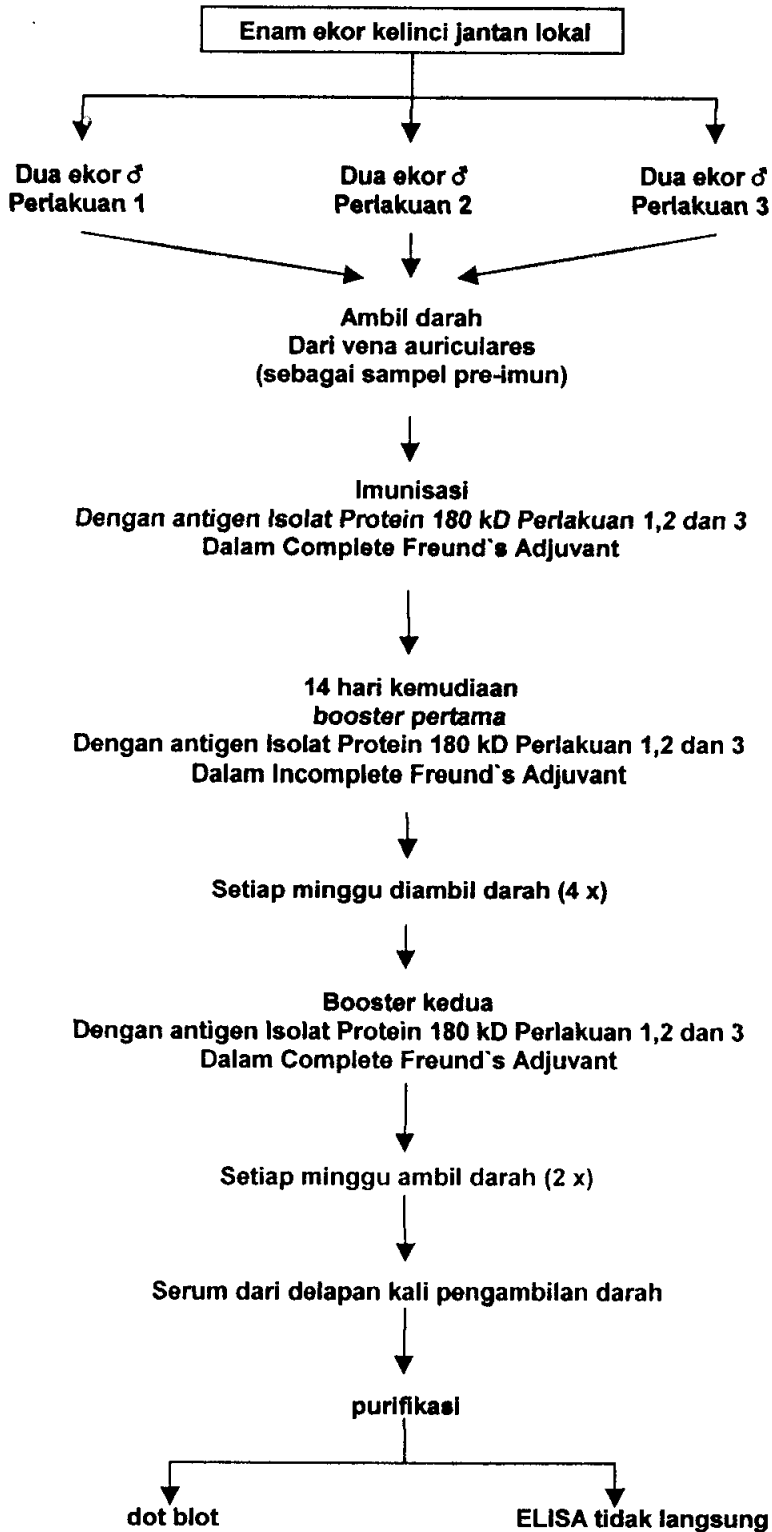 Enam ekor kelinci jantan lokal
Dua ekor ♂
Perlakuan 1
Dua ekor ♂
Perlakuan 2
Dua ekor ♂
Perlakuan 3
Ambil darah
Dari vena auriculares
(sebagai sampel pre-imun)
Imunisasi
Dengan antigen Isolat Protein 180 kD Perlakuan 1,2 dan 3
Dalam Complete Freund`s Adjuvant
14 hari kemudiaan
booster pertama
Dengan antigen Isolat Protein 180 kD Perlakuan 1,2 dan 3
Dalam Incomplete Freund`s Adjuvant
Setiap minggu diambil darah (4 x)
Booster kedua
Dengan antigen Isolat Protein 180 kD Perlakuan 1,2 dan 3
Dalam Complete Freund`s Adjuvant
Setiap minggu ambil darah (2 x)
Serum dari delapan kali pengambilan darah
purifikasi
dot blot
ELISA tidak langsung